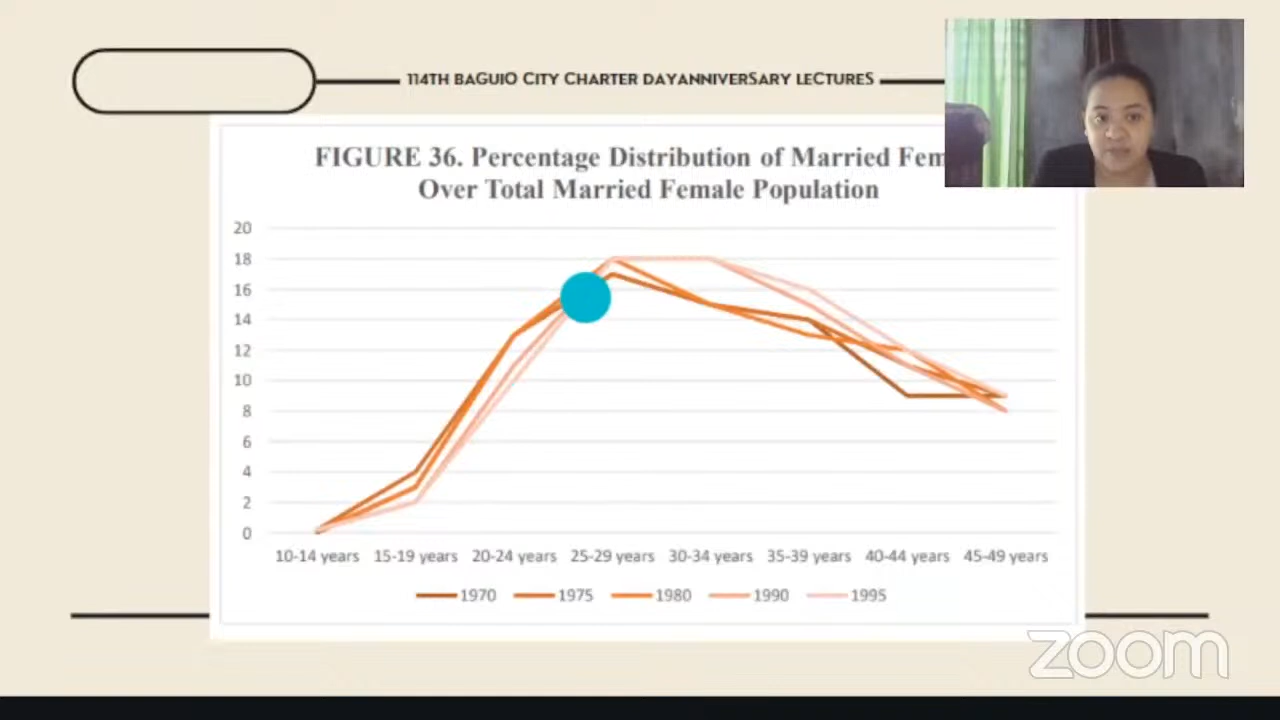 114TH BAGUIO CITY CHARTER DAYANNIVERSARY LECTURES
FIGURE 36. Percentage Distribution of Married
Over Total Married Female Population
20
18
16
14
12
10
8
6
4
2
0
10-14 years 15-19 years 20-24 years 25-29 years 30-34 years 35-39 years 40-44 years 45-49 years
1970 1975 1980 1990 1995
zoom